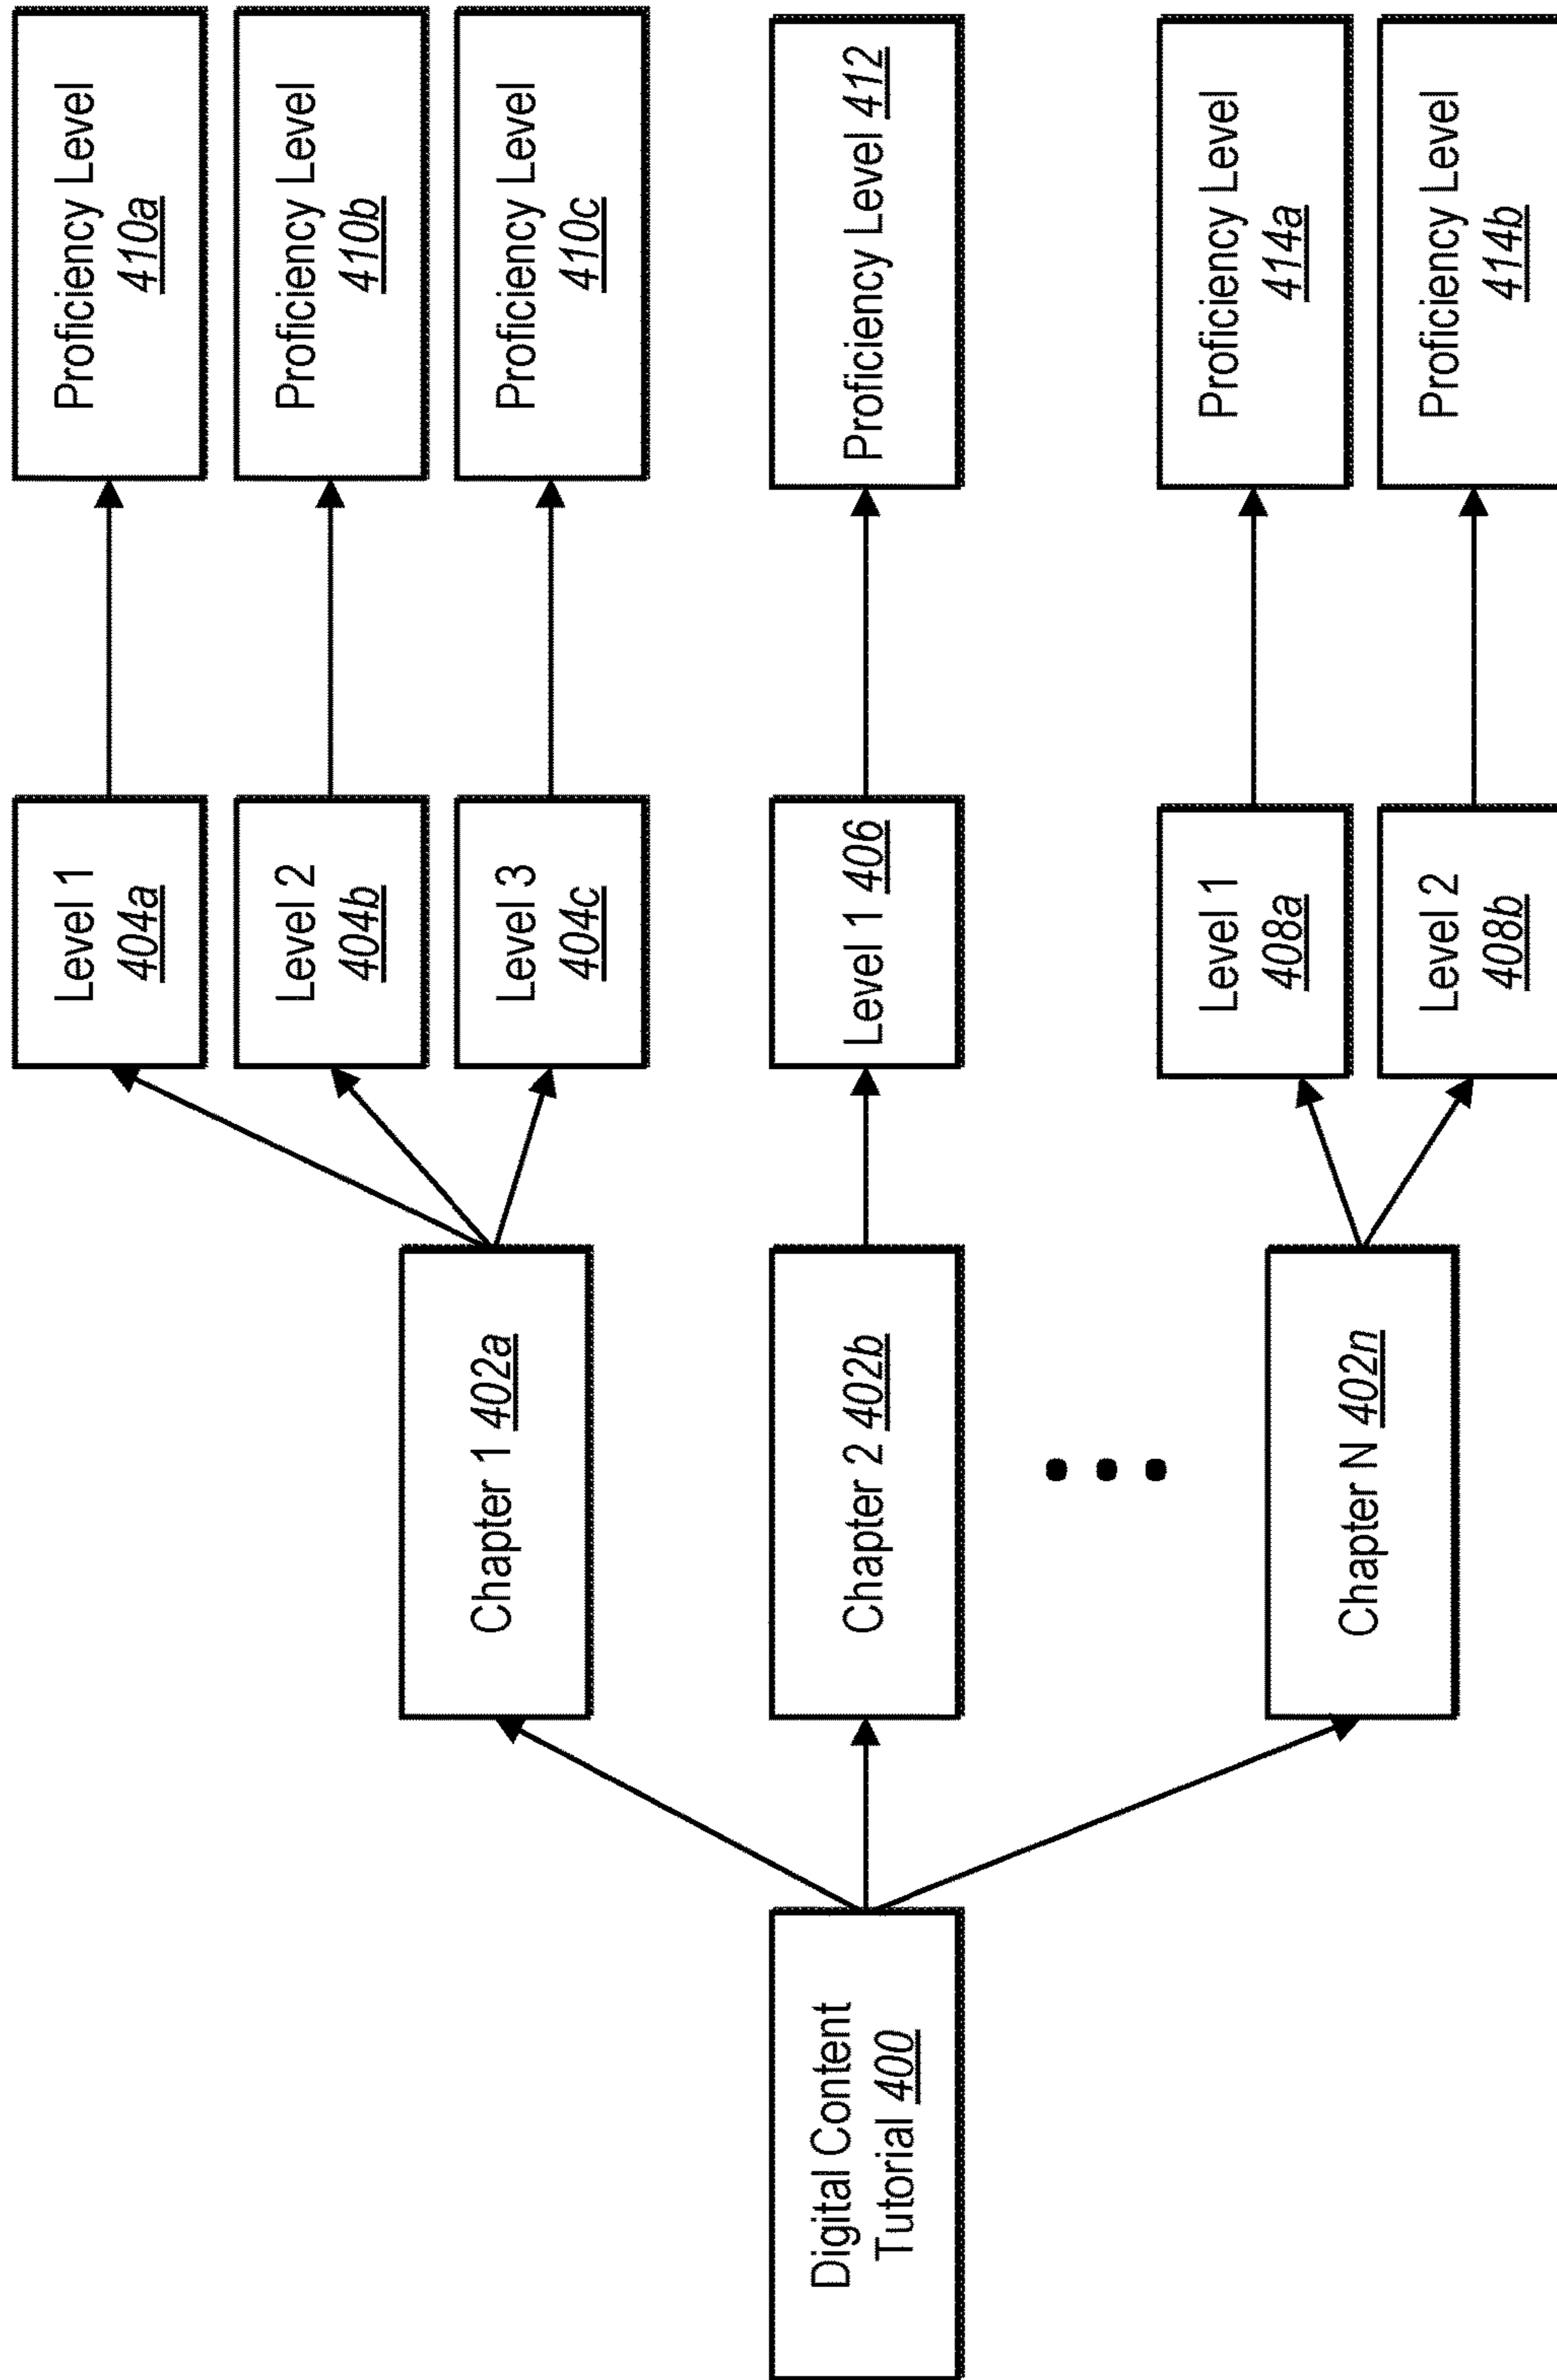 Digital Content
Tutorial 400
Chapter 1 402a
Chapter 2 402b
Chapter N 402n
Level 1
404a
Level 2
404b
Level 3
404c
Level 1 406
Level 1
408a
Level 2
408b
Proficiency Level
410a
Proficiency Level
410b
Proficiency Level
410c
Proficiency Level 412
Proficiency Level
414a
Proficiency Level
414b